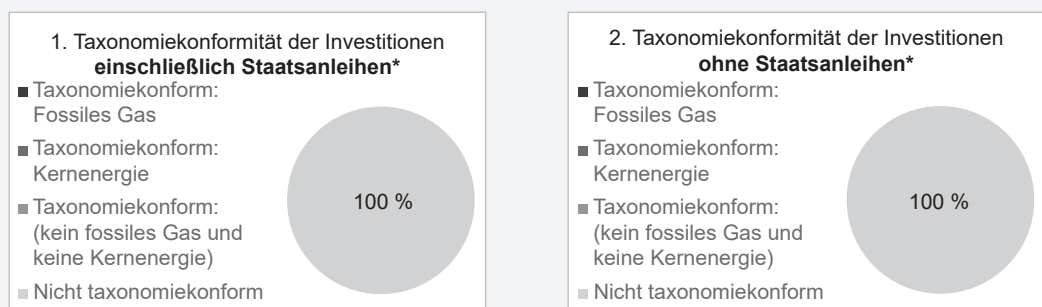 1. Taxonomiekonformität der Investitionen
einschließlich Staatsanleihen*
Taxonomiekonform:
Fossiles Gas
Taxonomiekonform:
Kernenergie
Taxonomiekonform:
(kein fossiles Gas und
keine Kernenergie)
Nicht taxonomiekonform
100 %
2. Taxonomiekonformität der Investitionen
ohne Staatsanleihen*
Taxonomiekonform:
Fossiles Gas
Taxonomiekonform:
Kernenergie
Taxonomiekonform:
(kein fossiles Gas und
keine Kernenergie)
Nicht taxonomiekonform
100 %